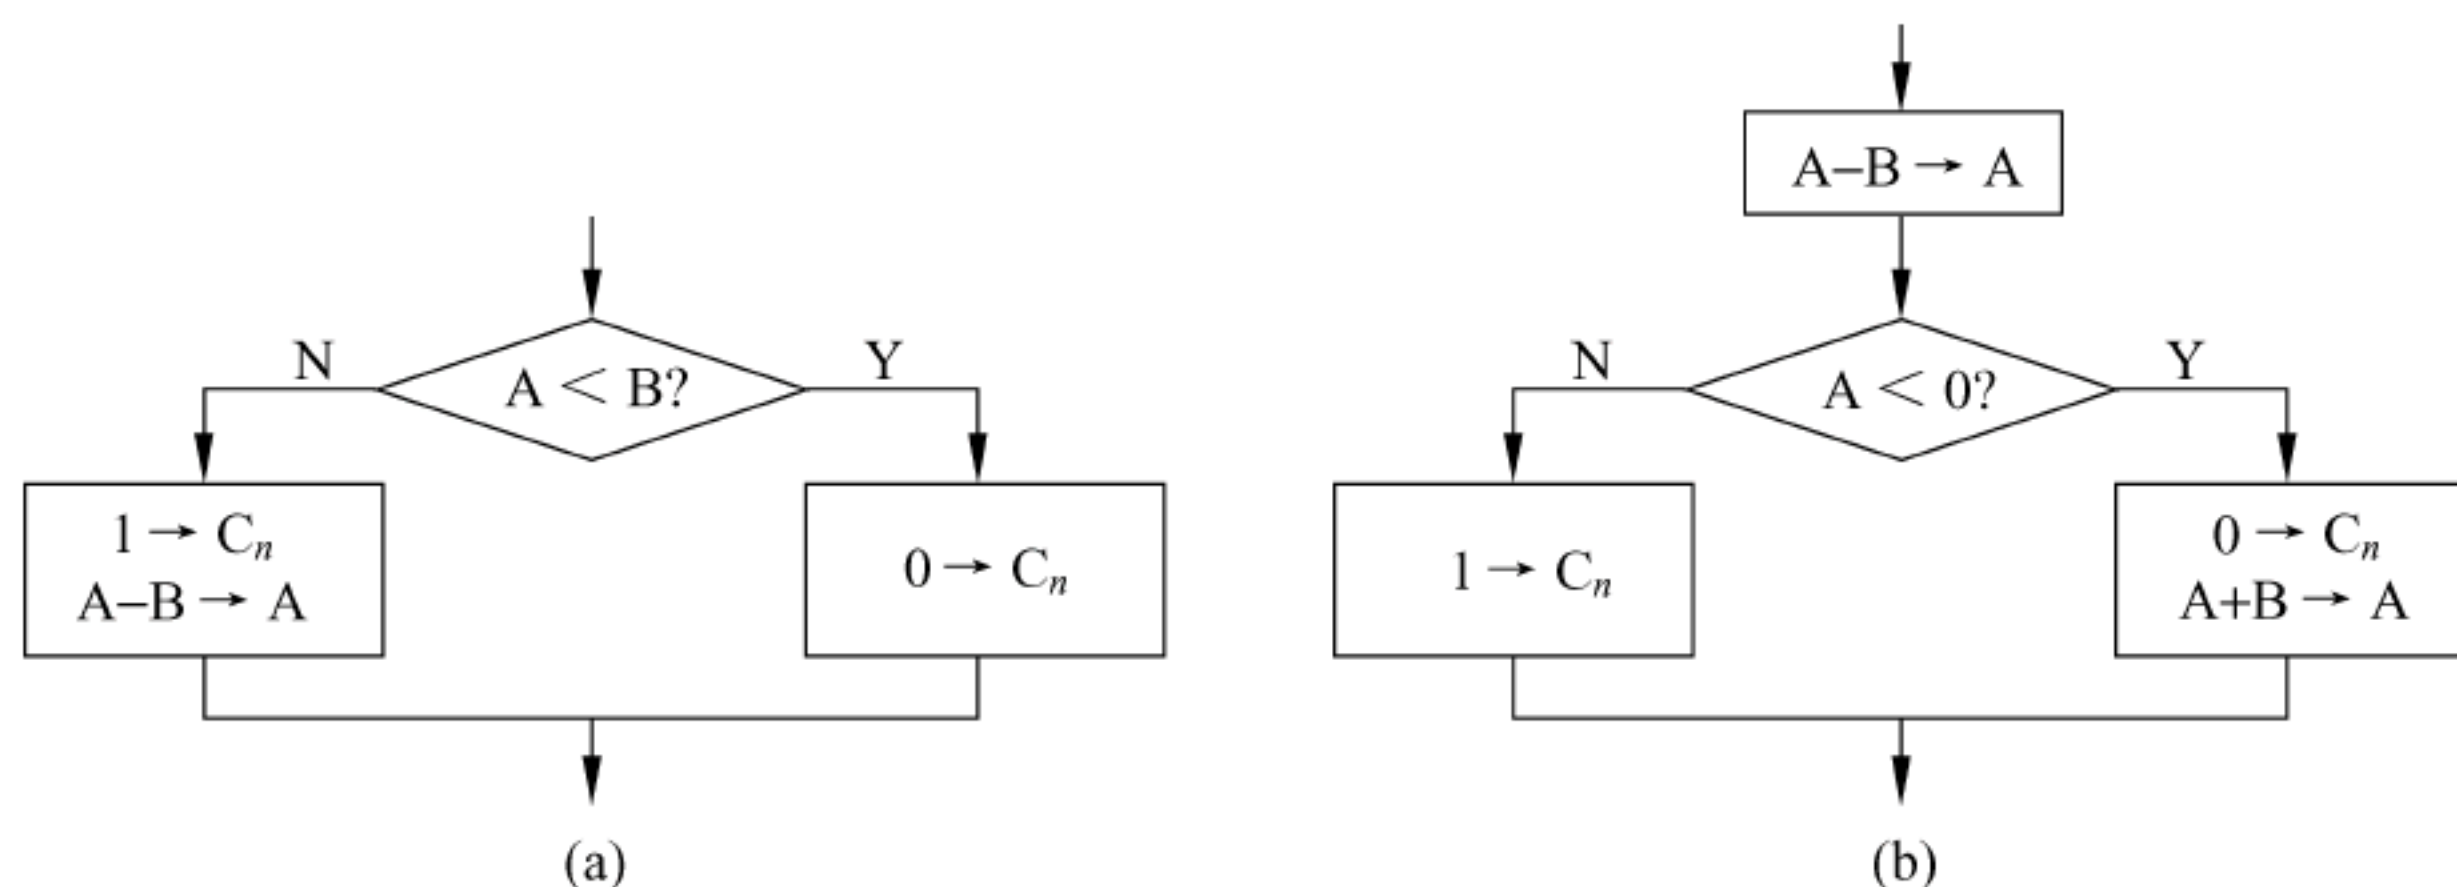 N
A < B?
Y
1 → Cn
A−B → A
0 → Cn
(a)
A−B → A
N
A < 0?
Y
1 → Cn
0 → Cn
A+B → A
(b)